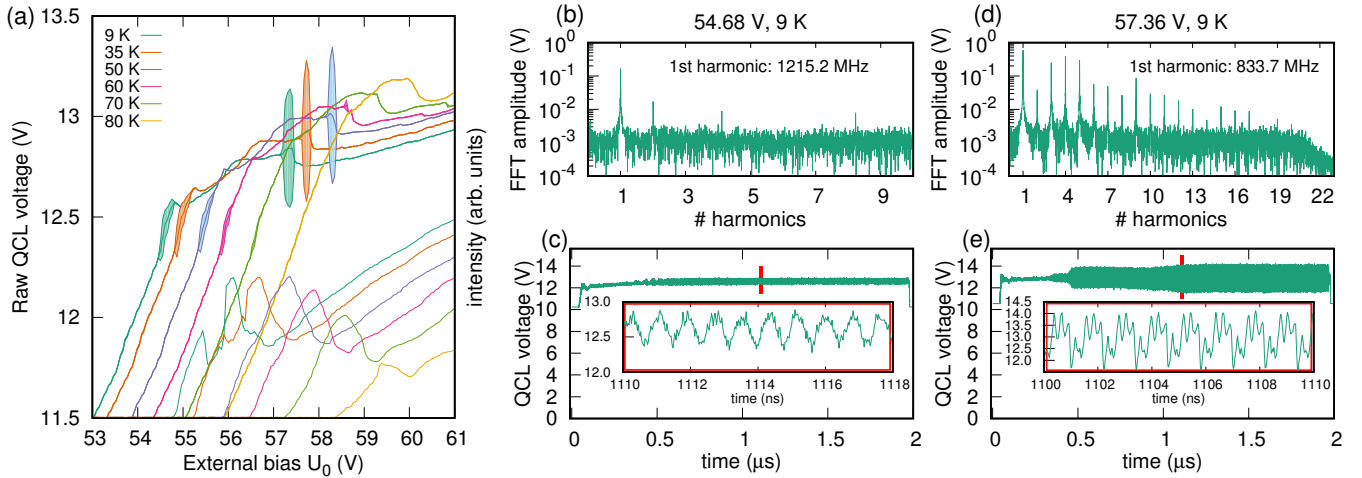 (a)
13.5
13.0
12.5
12.0
11.5
Raw QCL voltage (V)
9 K
35 K
50 K
60 K
70 K
80 K
53 54 55 56 57 58 59 60 61
External bias U0 (V)
intensity (arb. units)
(b)
54.68 V, 9 K
1st harmonic: 1215.2 MHz
FFT amplitude (V)
10^0
10^-1
10^-2
10^-3
10^-4
1 3 5 7 9
# harmonics
(c)
QCL voltage (V)
14
12
10
8
6
4
2
0
13.0
12.5
12.0
1110 1112 1114 1116 1118
time (ns)
0 0.5 1 1.5 2
time (μs)
(d)
57.36 V, 9 K
1st harmonic: 833.7 MHz
FFT amplitude (V)
10^0
10^-1
10^-2
10^-3
10^-4
1 4 7 10 13 16 19 22
# harmonics
(e)
QCL voltage (V)
14
12
10
8
6
4
2
0
14.5
13.5
13.0
12.5
12.0
1100 1102 1104 1106 1108 1110
time (ns)
0 0.5 1 1.5 2
time (μs)